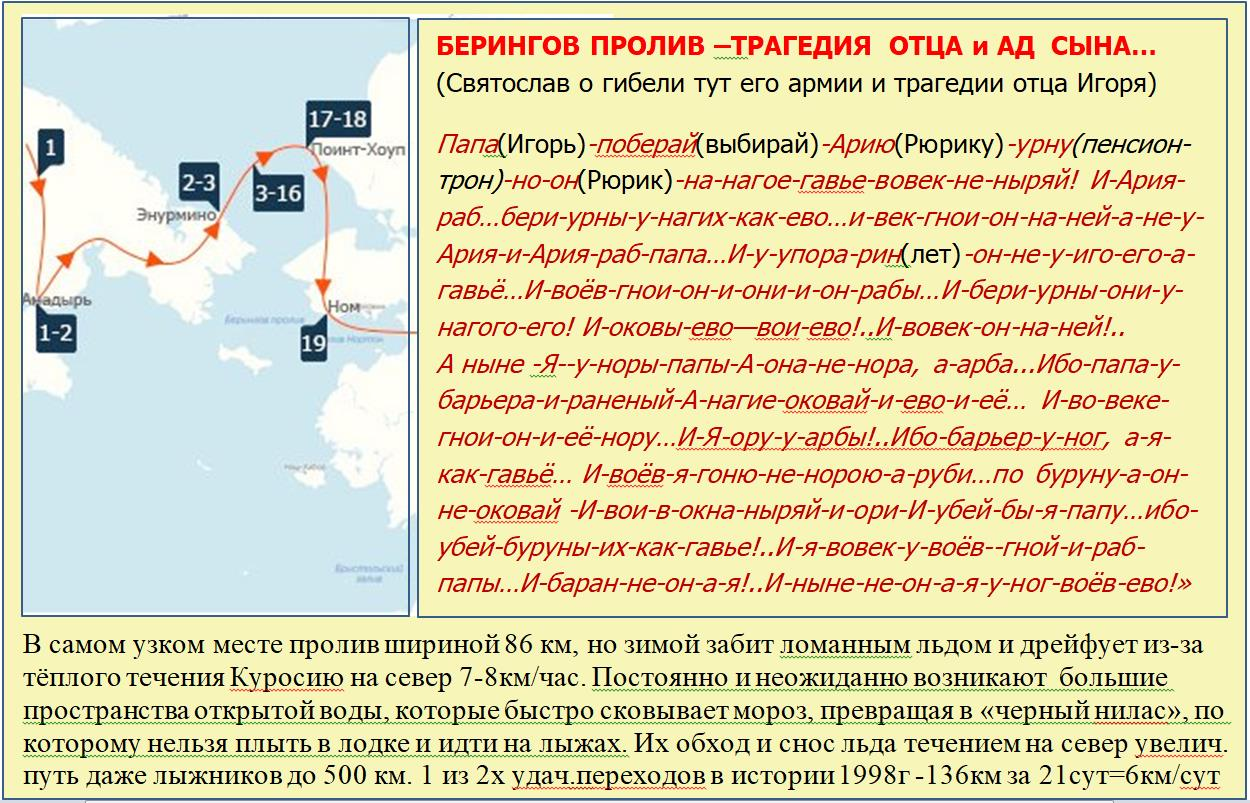 БЕРИНГОВ ПРОЛИВ –ТРАГЕДИЯ ОТЦА и АД СЫНА...
(Святослав о гибели тут его армии и трагедии отца Игоря)
Папа(Игорь)-поберай(выбирай)-Арию(Рюрику)-урну(пенсион-
трон)-но-он(Рюрик)-на-нагое-гавье-вовек-не-ныряй! И-Ария-
раб...бери-урны-у-нагих-как-ево...и-век-гнои-он-на-ней-а-не-у-
Ария-и-Ария-раб-папа...И-у-упора-рин(лет)-он-не-у-иго-его-а-
гавьё...И-воёв-гнои-он-и-они-и-он-рабы...И-бери-урны-они-у-
нагого-его! И-оковы-ево—вои-ево!..И-вовек-он-на-ней!..
А ныне -Я--у-норы-папы-А-она-не-нора, а-арба...Ибо-папа-у-
барьера-и-раненый-А-нагие-оковай-и-ево-и-её... И-во-веке-
гнои-он-и-её-нору...И-Я-ору-у-арбы!..Ибо-барьер-у-ног, а-я-
как-гавьё... И-воёв-я-гоню-не-норою-а-руби...по буруну-а-он-
не-оковай -И-вои-в-окна-ныряй-и-ори-И-убей-бы-я-папу...ибо-
убей-буруны-их-как-гавье!..И-я-вовек-у-воёв--гной-и-раб-
папы...И-баран-не-он-а-я!..И-ныне-не-он-а-я-у-ног-воёв-ево!»
1
2-3
17-18
Поинт-Хоуп
3-16
Энурмино
Анадырь
1-2
Ном
Берингов пролив
19
Нортон
Бристольский
залив
В самом узком месте пролив шириной 86 км, но зимой забит ломанным льдом и дрейфует из-за
тёплого течения Куросию на север 7-8км/час. Постоянно и неожиданно возникают большие
пространства открытой воды, которые быстро сковывает мороз, превращая в «черный нилас», по
которому нельзя плыть в лодке и идти на лыжах. Их обход и снос льда течением на север увелич.
путь даже лыжников до 500 км. 1 из 2х удач.переходов в истории 1998г -136км за 21сут=6км/сут